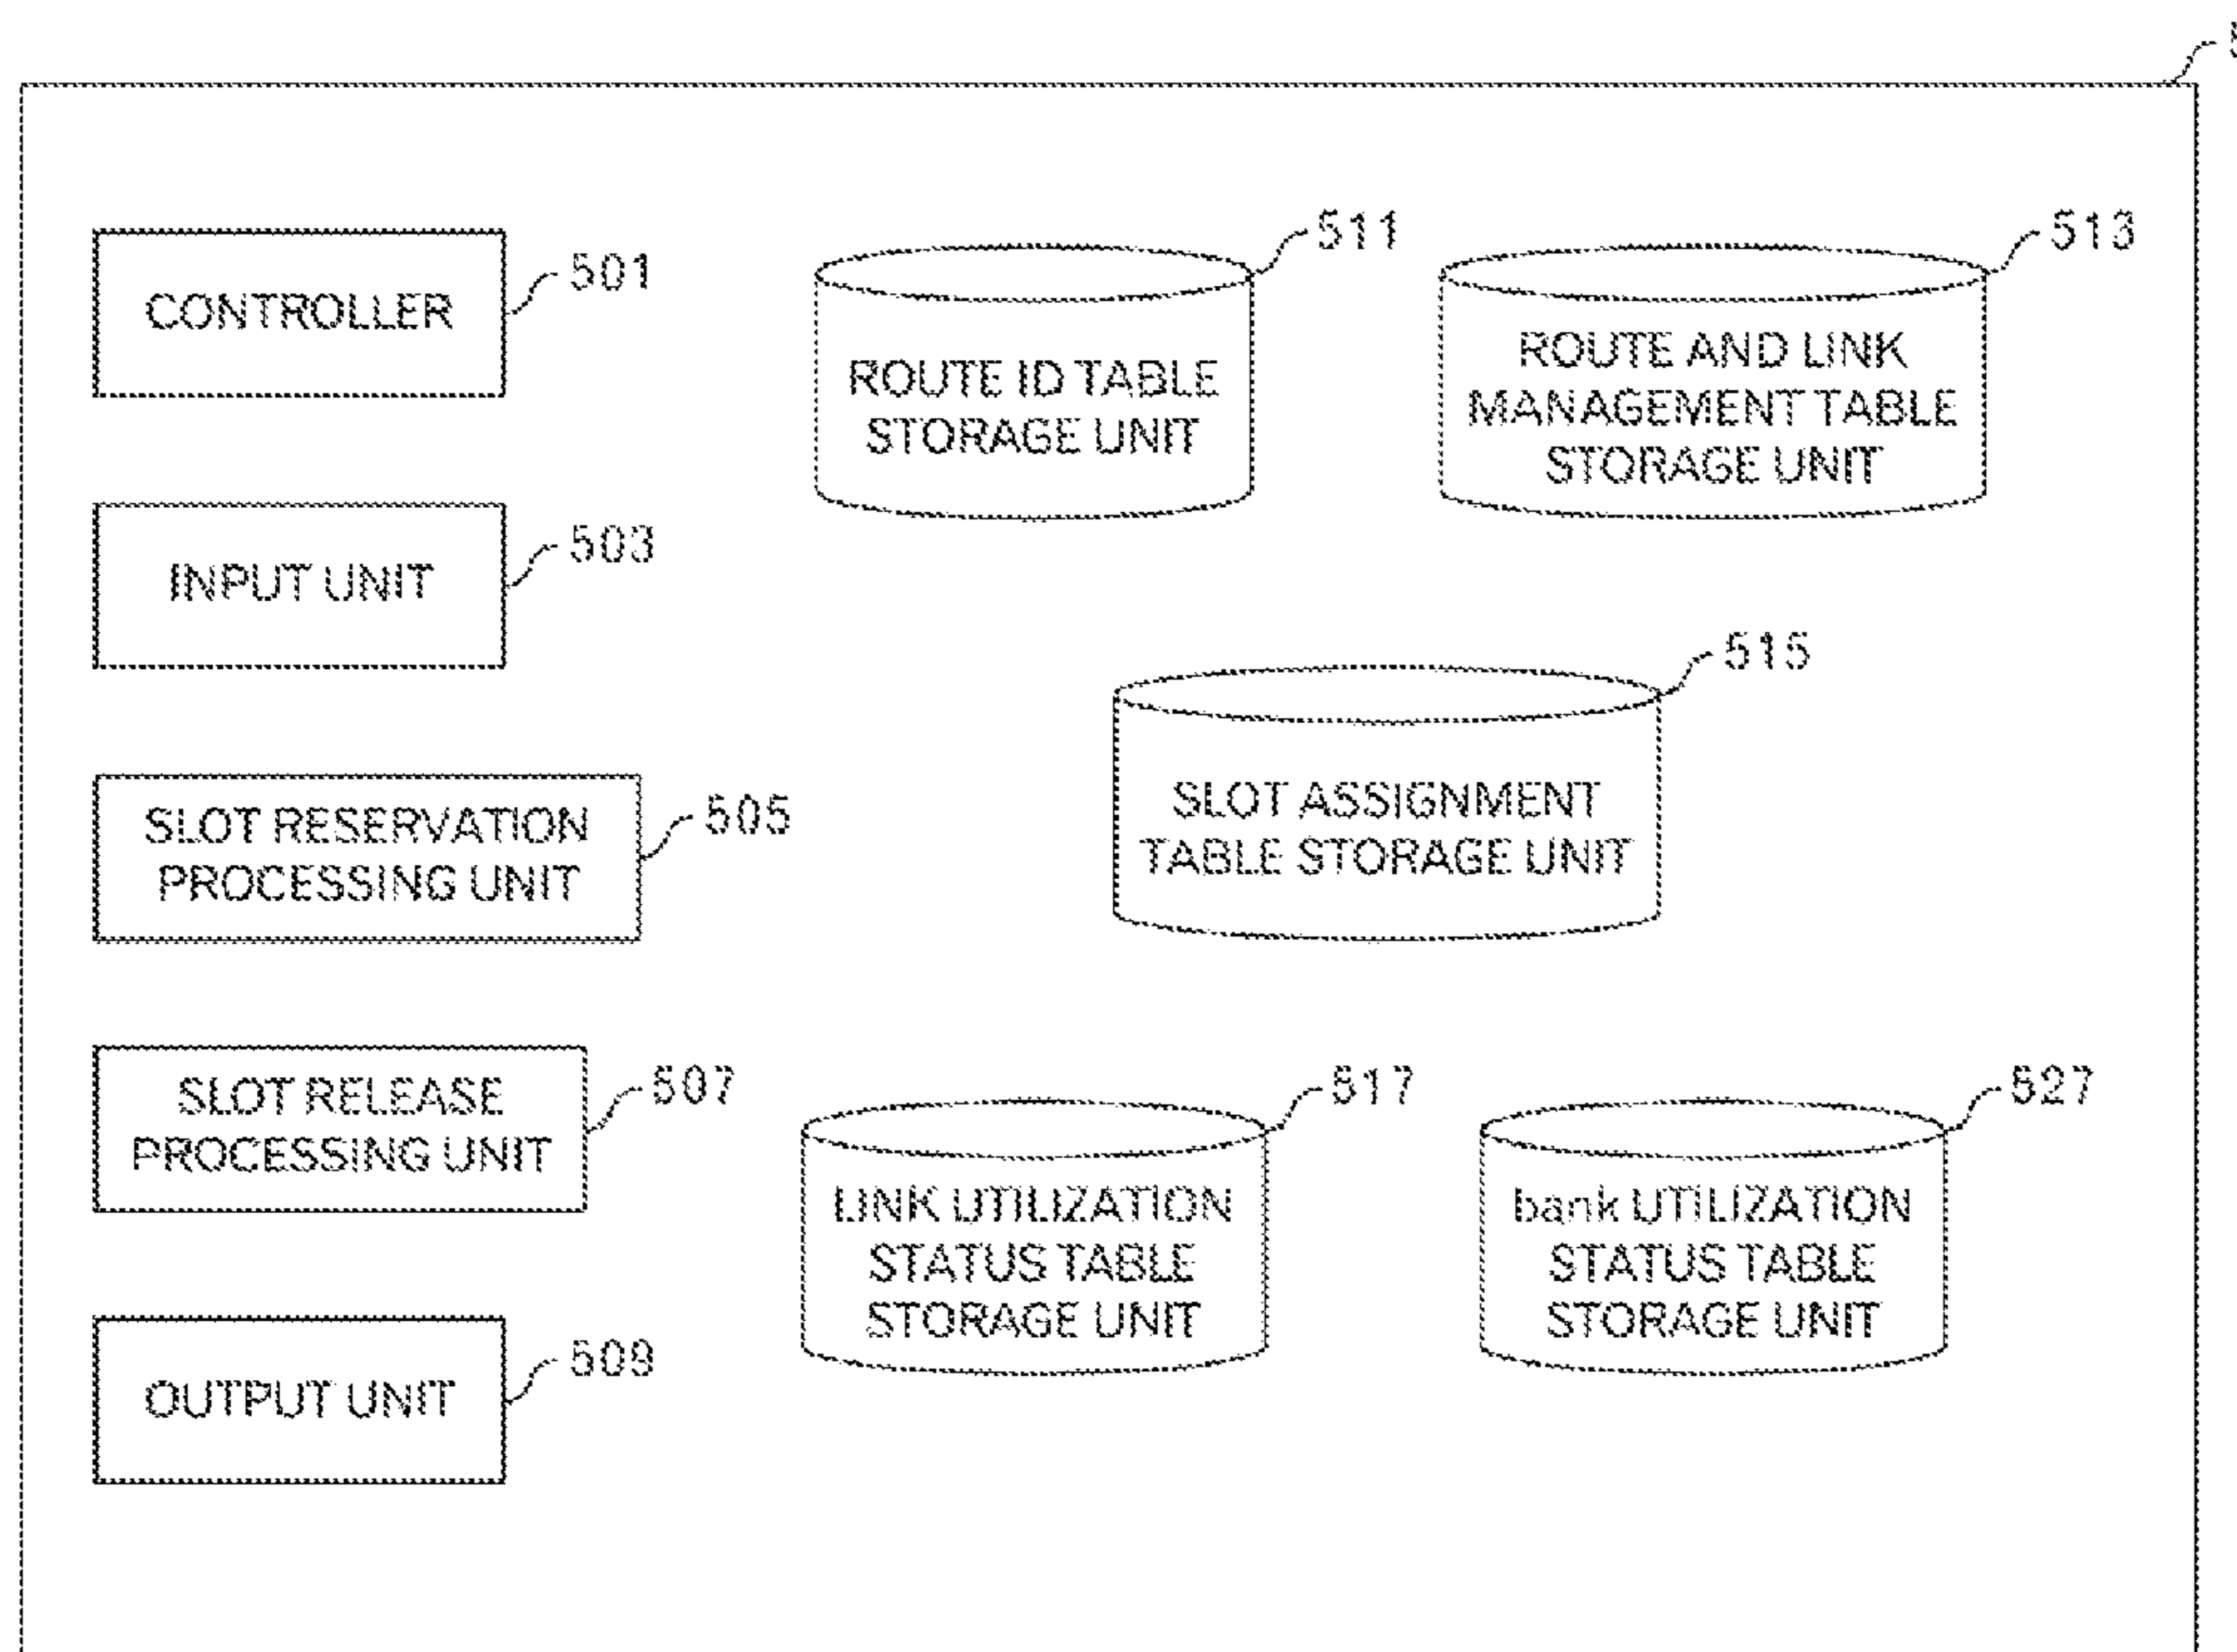 5
CONTROLLER
501
511
513
ROUTE ID TABLE
STORAGE UNIT
ROUTE AND LINK
MANAGEMENT TABLE
STORAGE UNIT
INPUT UNIT
503
515
SLOT ASSIGNMENT
TABLE STORAGE UNIT
SLOT RESERVATION
PROCESSING UNIT
505
SLOT RELEASE
PROCESSING UNIT
507
517
527
LINK UTILIZATION
STATUS TABLE
STORAGE UNIT
bank UTILIZATION
STATUS TABLE
STORAGE UNIT
OUTPUT UNIT
509